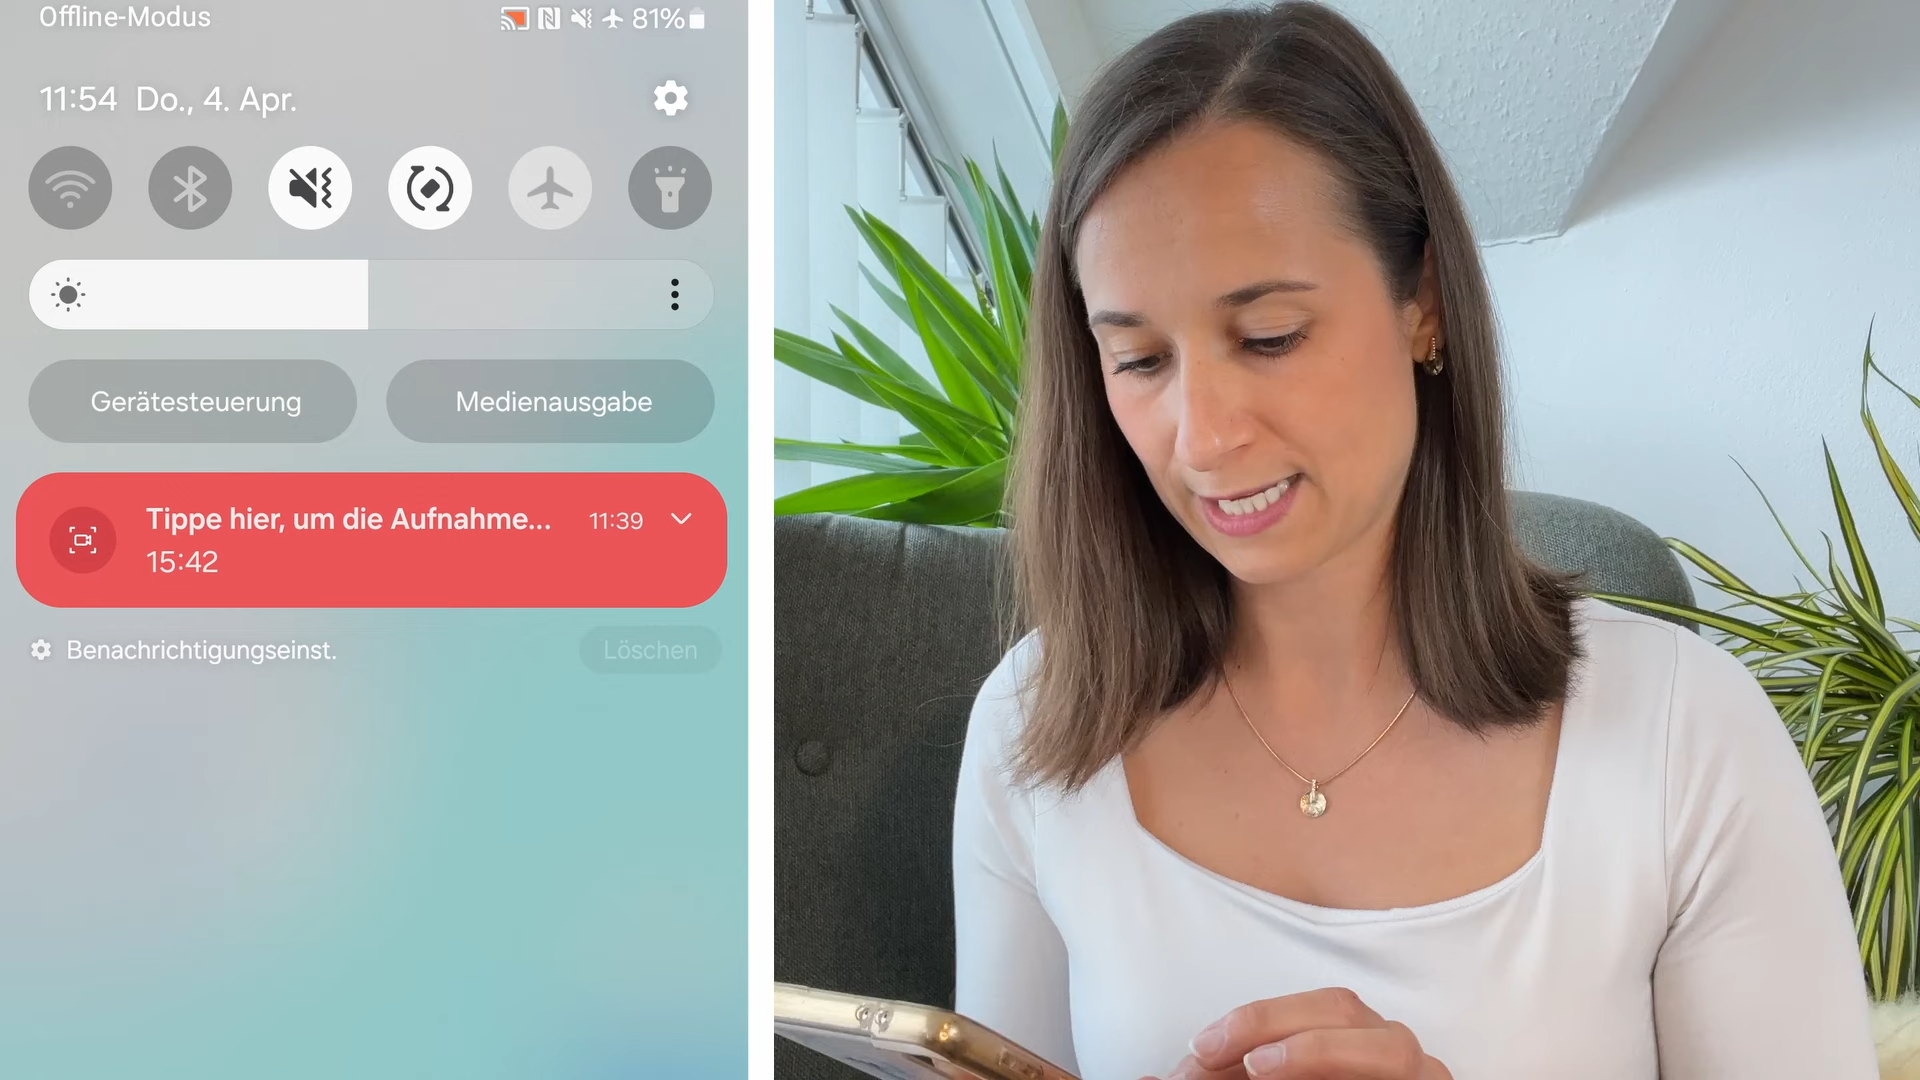 Offline-Modus 81%
11:54 Do., 4. Apr.
Gerätesteuerung Medienausgabe
Tippe hier, um die Aufnahme... 11:39
15:42
Benachrichtigungseinst. Löschen